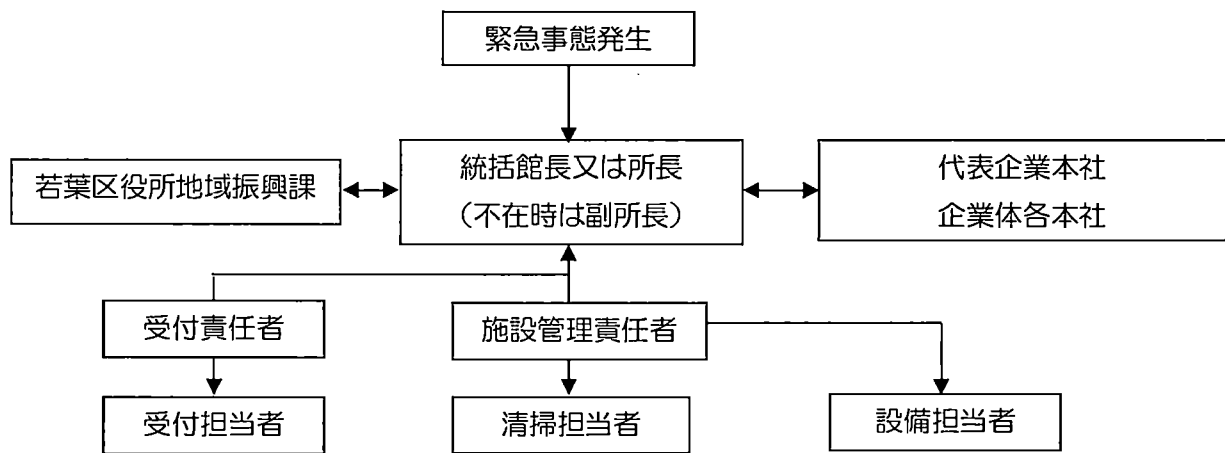 緊急事態発生
若葉区役所地域振興課
統括館長又は所長
（不在時は副所長）
代表企業本社
企業体各本社
受付責任者
施設管理責任者
受付担当者
清掃担当者
設備担当者